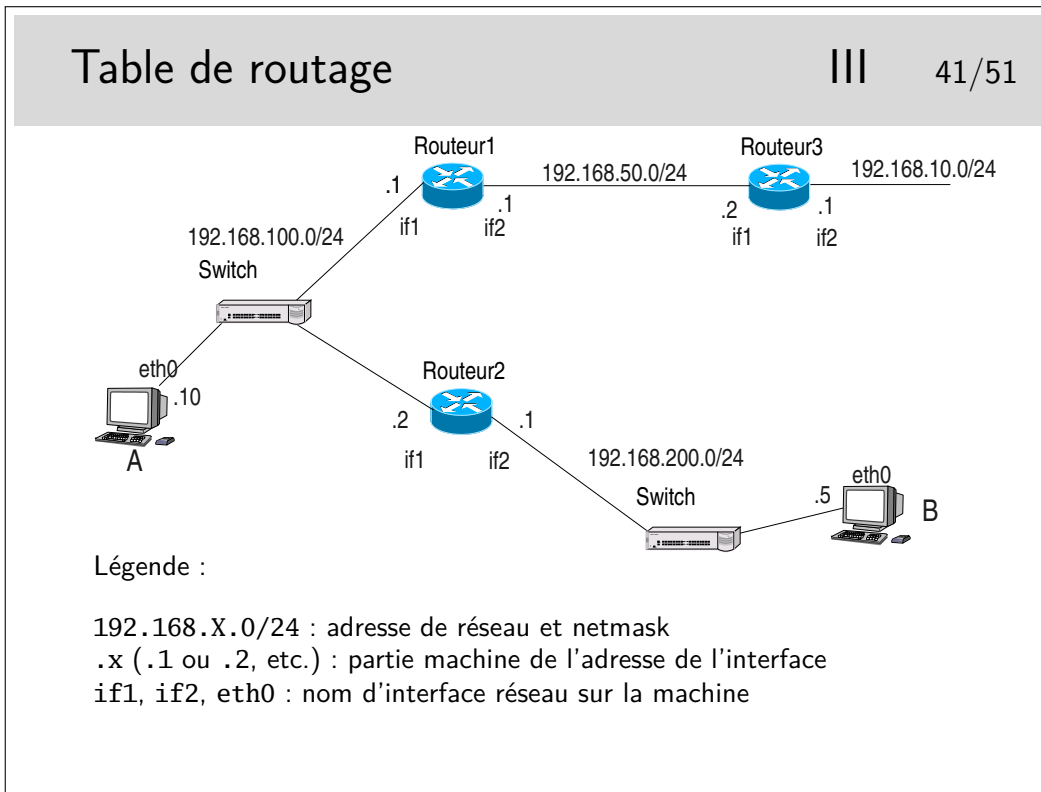 Table de routage III 41/51
Routeur1
Routeur3
192.168.50.0/24
192.168.10.0/24
.1
.1
.2
.1
if1
if2
if1
if2
192.168.100.0/24
Switch
eth0
.10
A
Routeur2
.2
.1
if1
if2
192.168.200.0/24
Switch
eth0
.5
B
Légende :
192.168.X.0/24 : adresse de réseau et netmask
.x (.1 ou .2, etc.) : partie machine de l'adresse de l'interface
if1, if2, eth0 : nom d'interface réseau sur la machine